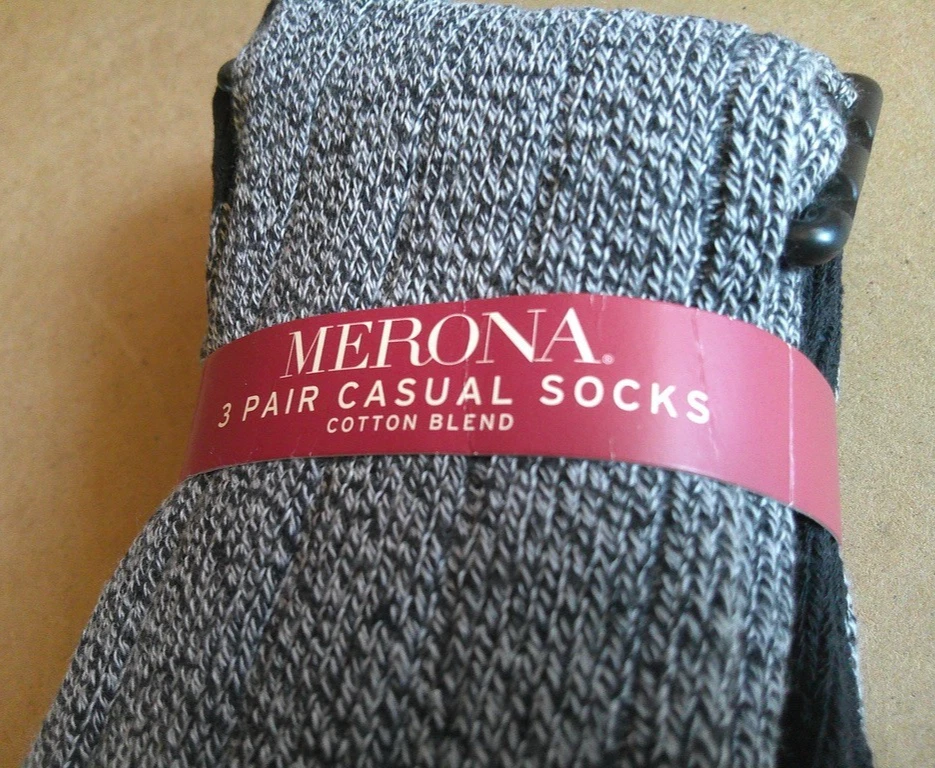 MERONA®
3 PAIR CASUAL SOCKS
COTTON BLEND